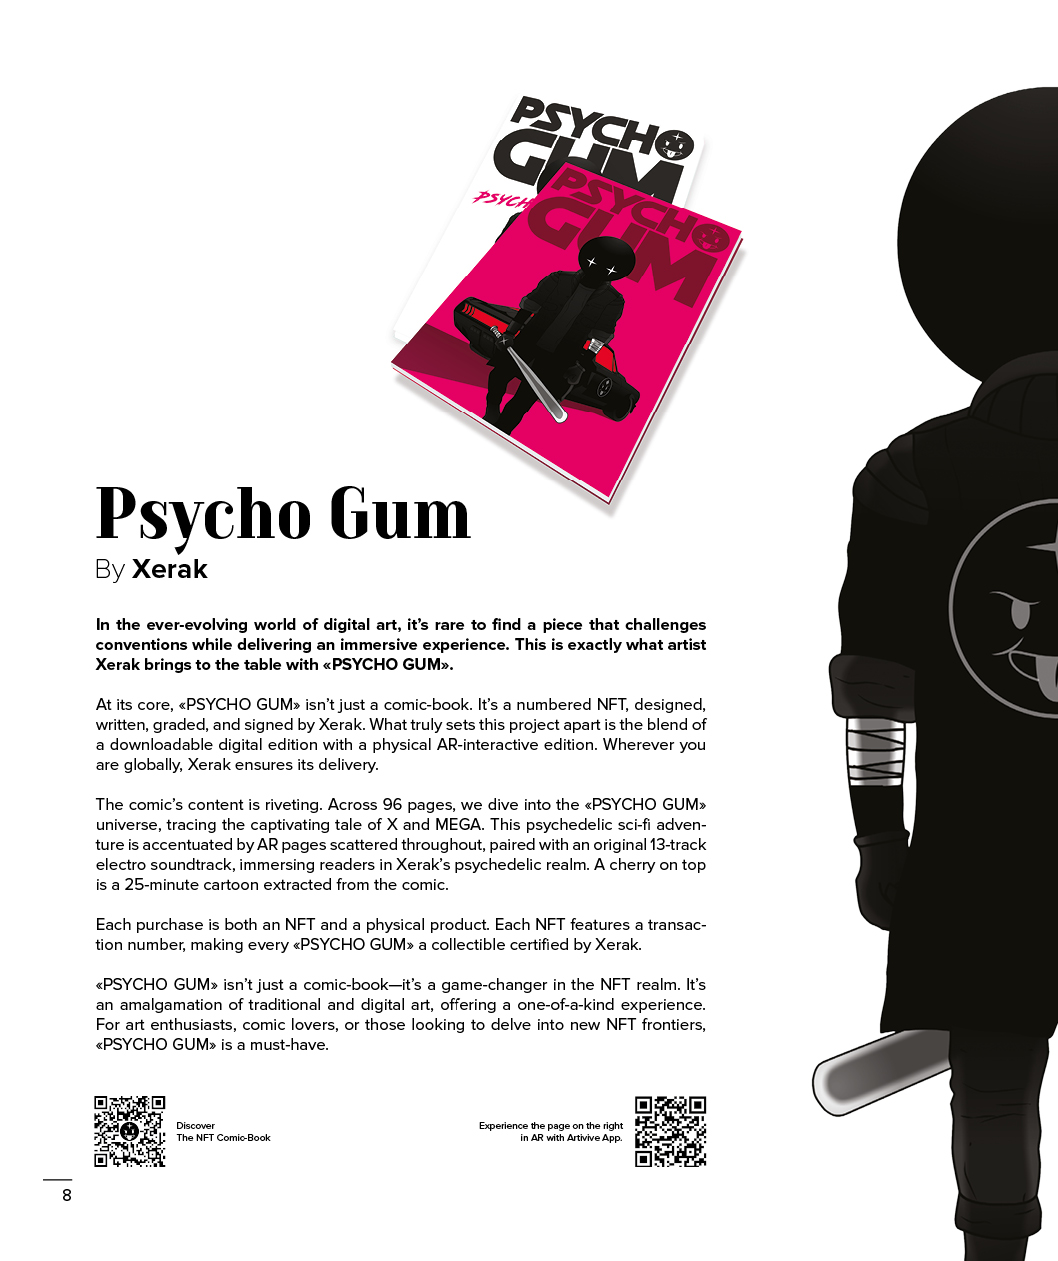 PSYCHO
GUM
PSYCH
PSYCHO
GUM
Psycho Gum
By Xerak
In the ever-evolving world of digital art, it’s rare to find a piece that challenges
conventions while delivering an immersive experience. This is exactly what artist
Xerak brings to the table with «PSYCHO GUM».
At its core, «PSYCHO GUM» isn’t just a comic-book. It’s a numbered NFT, designed,
written, graded, and signed by Xerak. What truly sets this project apart is the blend of
a downloadable digital edition with a physical AR-interactive edition. Wherever you
are globally, Xerak ensures its delivery.
The comic’s content is riveting. Across 96 pages, we dive into the «PSYCHO GUM»
universe, tracing the captivating tale of X and MEGA. This psychedelic sci-fi adven-
ture is accentuated by AR pages scattered throughout, paired with an original 13-track
electro soundtrack, immersing readers in Xerak’s psychedelic realm. A cherry on top
is a 25-minute cartoon extracted from the comic.
Each purchase is both an NFT and a physical product. Each NFT features a transac-
tion number, making every «PSYCHO GUM» a collectible certified by Xerak.
«PSYCHO GUM» isn’t just a comic-book—it’s a game-changer in the NFT realm. It’s
an amalgamation of traditional and digital art, offering a one-of-a-kind experience.
For art enthusiasts, comic lovers, or those looking to delve into new NFT frontiers,
«PSYCHO GUM» is a must-have.
Discover
The NFT Comic-Book
Experience the page on the right
in AR with Artivive App.
8